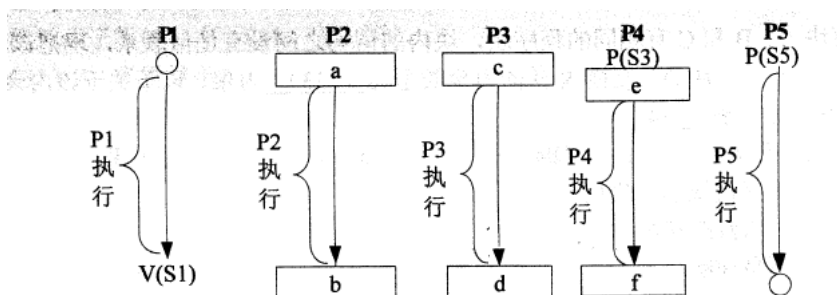 P1 P2 P3 P4 P5
P(S3) P(S5)
a c e
P1
执
行
P2
执
行
P3
执
行
P4
执
行
P5
执
行
V(S1)
b d f